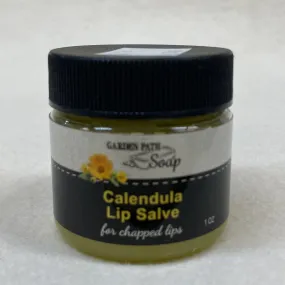 GARDEN PATH
Soap
Calendula
Lip Salve
for chapped lips
1 OZ